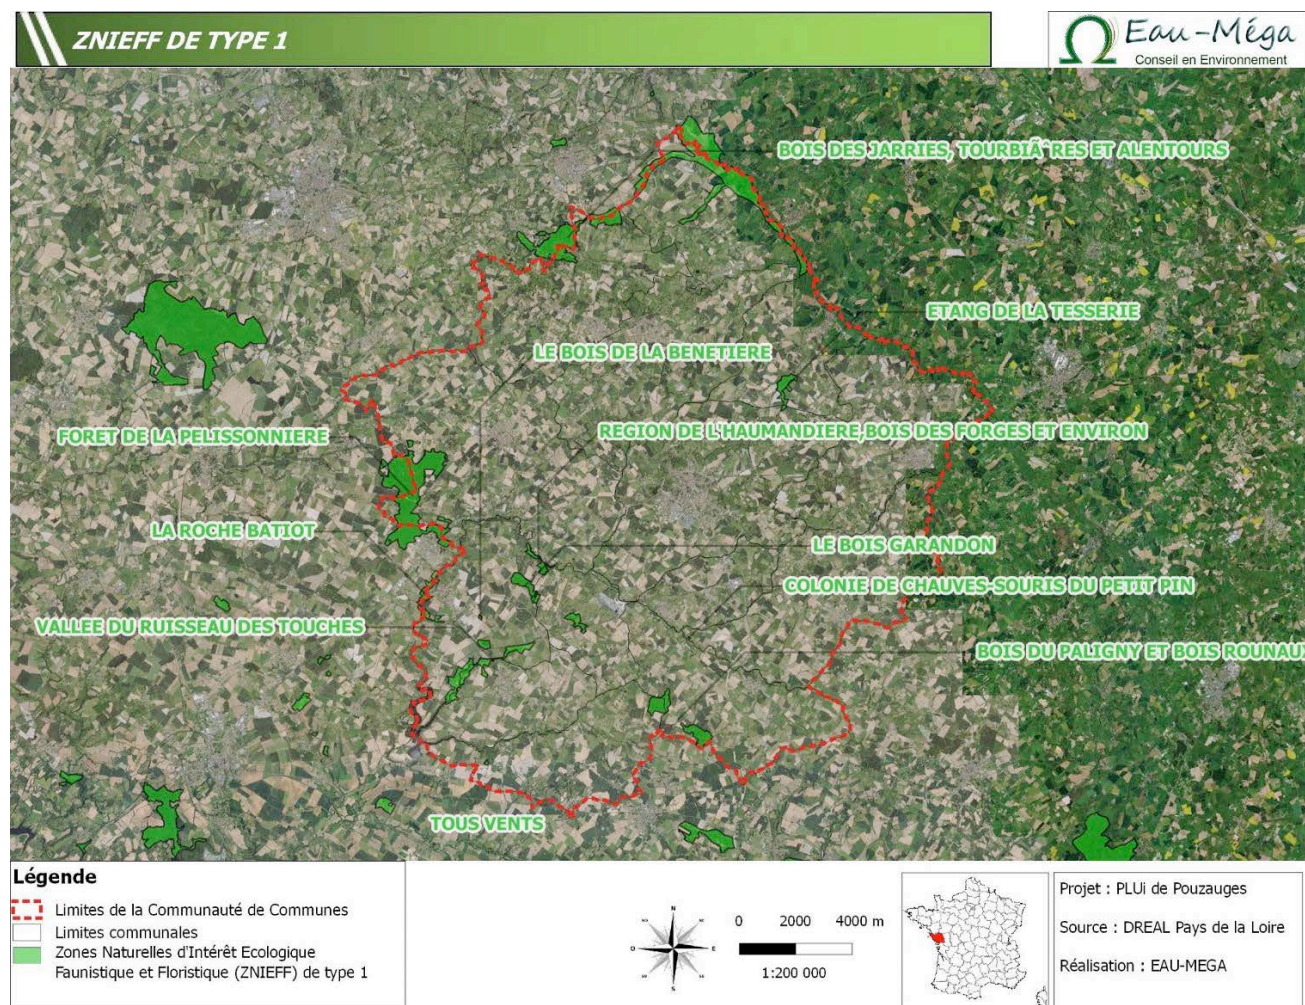 ZNIEFF DE TYPE 1
Eau-Méga
Conseil en Environnement
BOIS DES JARRIES, TOURBIÃ¨RES ET ALENTOURS
ETANG DE LA TESSERIE
LE BOIS DE LA BENETIERE
FORET DE LA PELISSONNIERE
REGION DE L'HAUMANDIERE,BOIS DES FORGES ET ENVIRON
LA ROCHE BATIOT
LE BOIS GARANDON
COLONIE DE CHAUVES-SOURIS DU PETIT PIN
VALLEE DU RUISSEAU DES TOUCHES
BOIS DU PALIGNY ET BOIS ROUNAUX
TOUS VENTS
Légende
Limites de la Communauté de Communes
Limites communales
Zones Naturelles d'Intérêt Ecologique
Faunistique et Floristique (ZNIEFF) de type 1
N
O
E
S
0 2000 4000 m
1:200 000
Projet : PLUi de Pouzauges
Source : DREAL Pays de la Loire
Réalisation : EAU-MEGA